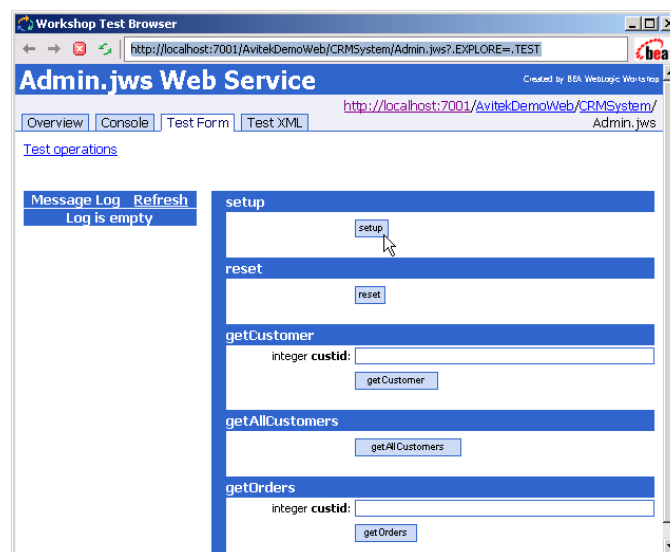 Workshop Test Browser
http://localhost:7001/AvitekDemoWeb/CRMSystem/Admin.jws?.EXPLORE=.TEST
bea
Admin.jws Web Service
Created by BEA WebLogic Workshop
http://localhost:7001/AvitekDemoWeb/CRMSystem/
Admin.jws
Overview Console Test Form Test XML
Test operations
Message Log Refresh
Log is empty
setup
setup
reset
reset
getCustomer
integer custid:
getCustomer
getAllCustomers
getAllCustomers
getOrders
integer custid:
getOrders